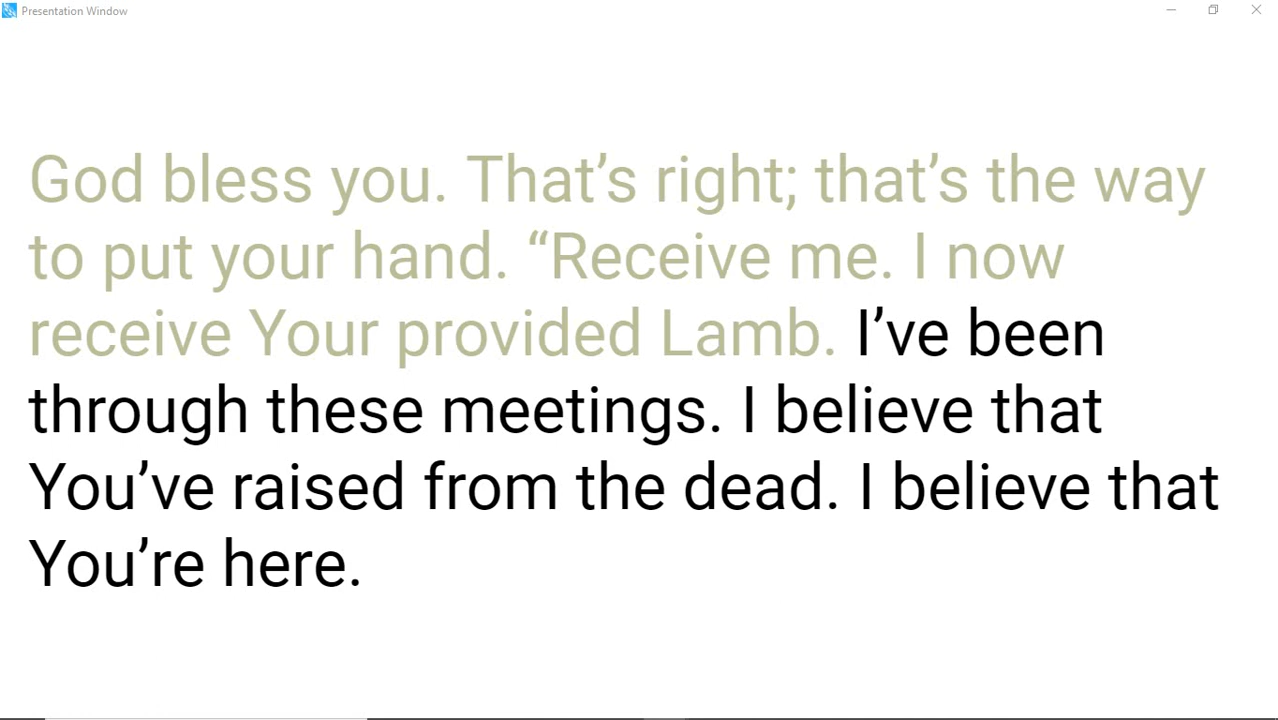 Presentation Window
God bless you. That’s right; that’s the way
to put your hand. “Receive me. I now
receive Your provided Lamb. I’ve been
through these meetings. I believe that
You’ve raised from the dead. I believe that
You’re here.